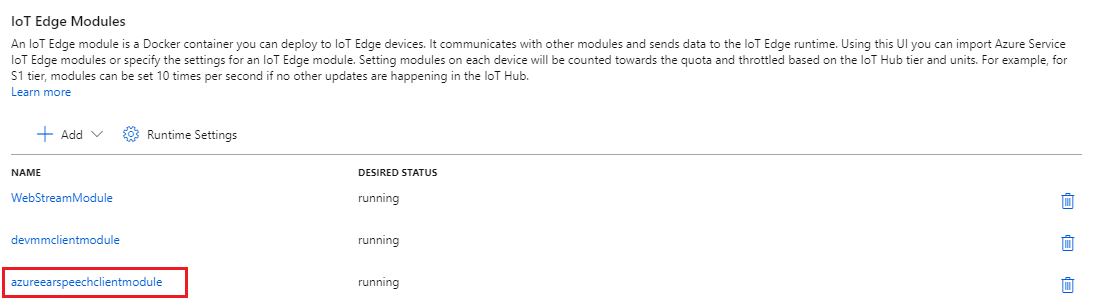 IoT Edge Modules
An IoT Edge module is a Docker container you can deploy to IoT Edge devices. It communicates with other modules and sends data to the IoT Edge runtime. Using this UI you can import Azure Service
IoT Edge modules or specify the settings for an IoT Edge module. Setting modules on each device will be counted towards the quota and throttled based on the IoT Hub tier and units. For example, for
S1 tier, modules can be set 10 times per second if no other updates are happening in the IoT Hub.
Learn more
Add Runtime Settings
NAME DESIRED STATUS
WebStreamModule running
devmmclientmodule running
azureearspeechclientmodule running